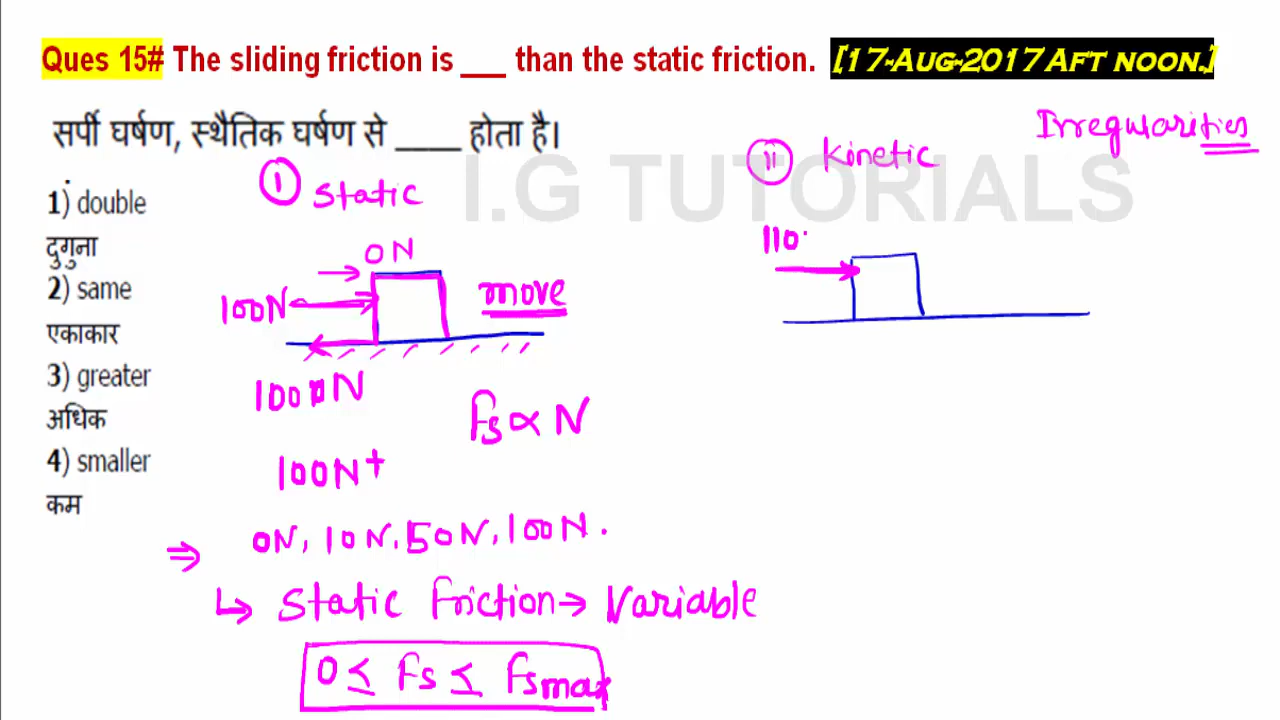 Ques 15# The sliding friction is ___ than the static friction. [17-Aug-2017 Aft noon.]
सर्पी घर्षण, स्थैतिक घर्षण से ____ होता है।
Irregularities
I.G TUTORIALS
1) double
दुगुना
2) same
एकाकार
3) greater
अधिक
4) smaller
कम
i Static
0N
100N
move
100N
fs ∝ N
100N+
⇒ 0N, 10N, 50N, 100N.
↳ Static Friction → Variable
0 ≤ Fs ≤ Fsmax
ii Kinetic
110